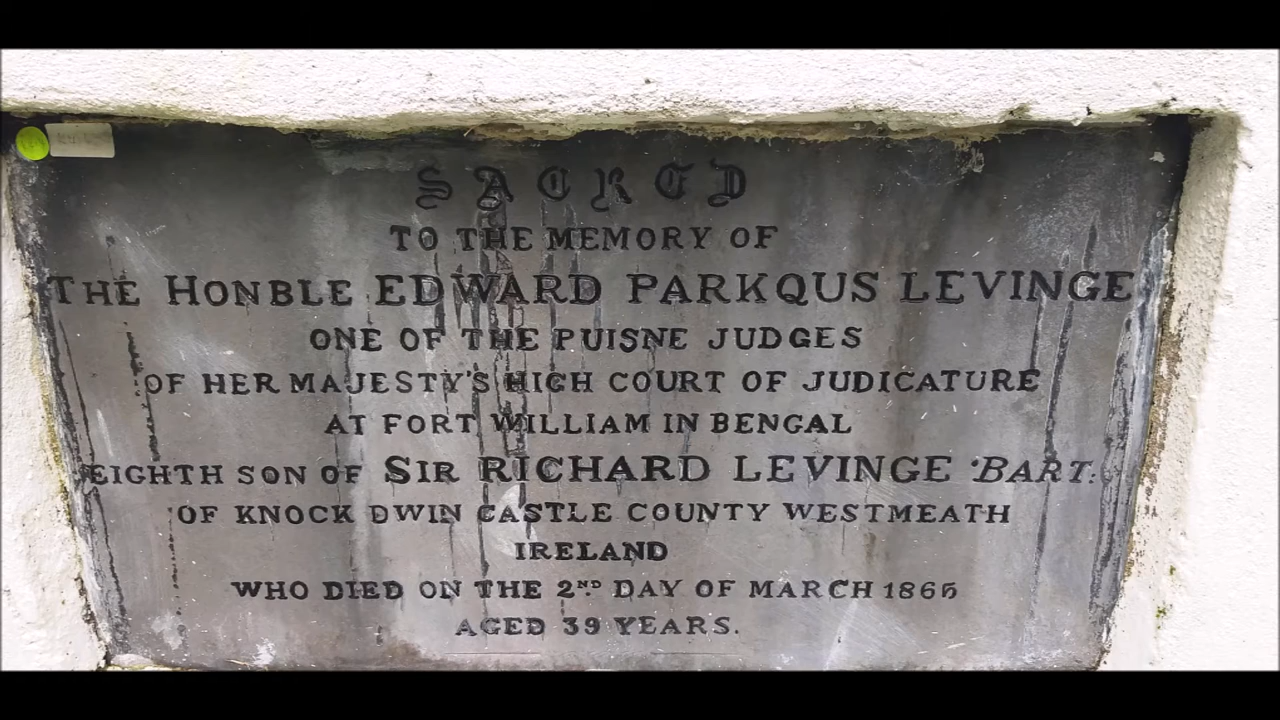 SACRED
TO THE MEMORY OF
THE HONBLE EDWARD PARKQUS LEVINGE
ONE OF THE PUISNE JUDGES
OF HER MAJESTY'S HIGH COURT OF JUDICATURE
AT FORT WILLIAM IN BENGAL
EIGHTH SON OF SIR RICHARD LEVINGE BART:
OF KNOCK DWIN CASTLE COUNTY WESTMEATH
IRELAND
WHO DIED ON THE 2ND DAY OF MARCH
AGED 39 YEARS.